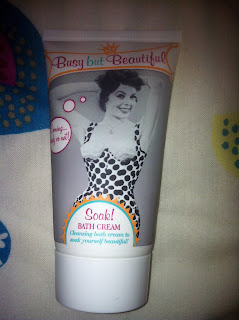 Busy but Beautiful
Soak!
BATH CREAM
Cleansing bath cream to
soak yourself beautiful!